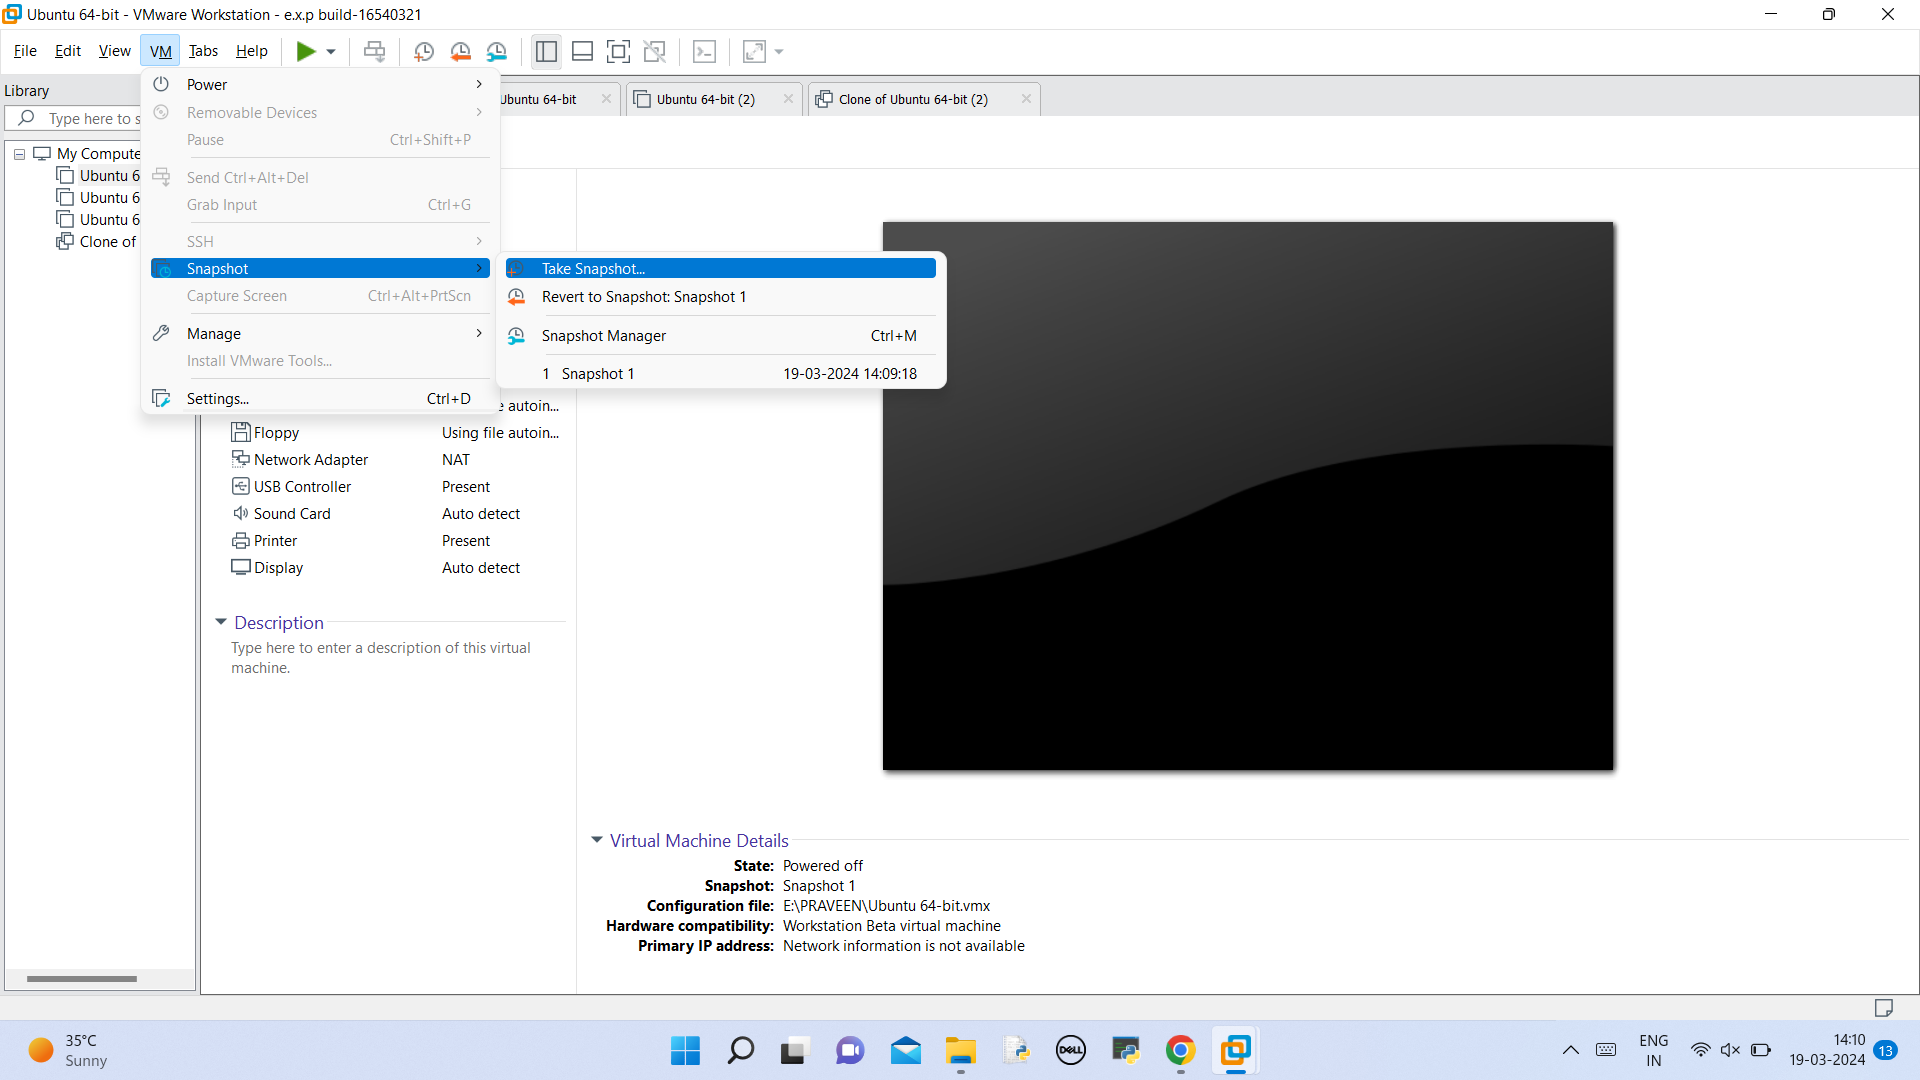 Ubuntu 64-bit - VMware Workstation - e.x.p build-16540321
File Edit View VM Tabs Help
Library
Type here to s
My Compute
Ubuntu 6
Ubuntu 6
Ubuntu 6
Clone of
Power
Removable Devices
Pause Ctrl+Shift+P
Send Ctrl+Alt+Del
Grab Input Ctrl+G
SSH
Snapshot
Capture Screen Ctrl+Alt+PrtScn
Manage
Install VMware Tools...
Settings... Ctrl+D
Ubuntu 64-bit
Ubuntu 64-bit (2)
Clone of Ubuntu 64-bit (2)
Take Snapshot...
Revert to Snapshot: Snapshot 1
Snapshot Manager Ctrl+M
1 Snapshot 1 19-03-2024 14:09:18
e autoin...
Floppy Using file autoin...
Network Adapter NAT
USB Controller Present
Sound Card Auto detect
Printer Present
Display Auto detect
Description
Type here to enter a description of this virtual
machine.
Virtual Machine Details
State: Powered off
Snapshot: Snapshot 1
Configuration file: E:\PRAVEEN\Ubuntu 64-bit.vmx
Hardware compatibility: Workstation Beta virtual machine
Primary IP address: Network information is not available
35°C
Sunny
DELL
ENG
IN
14:10
19-03-2024
13